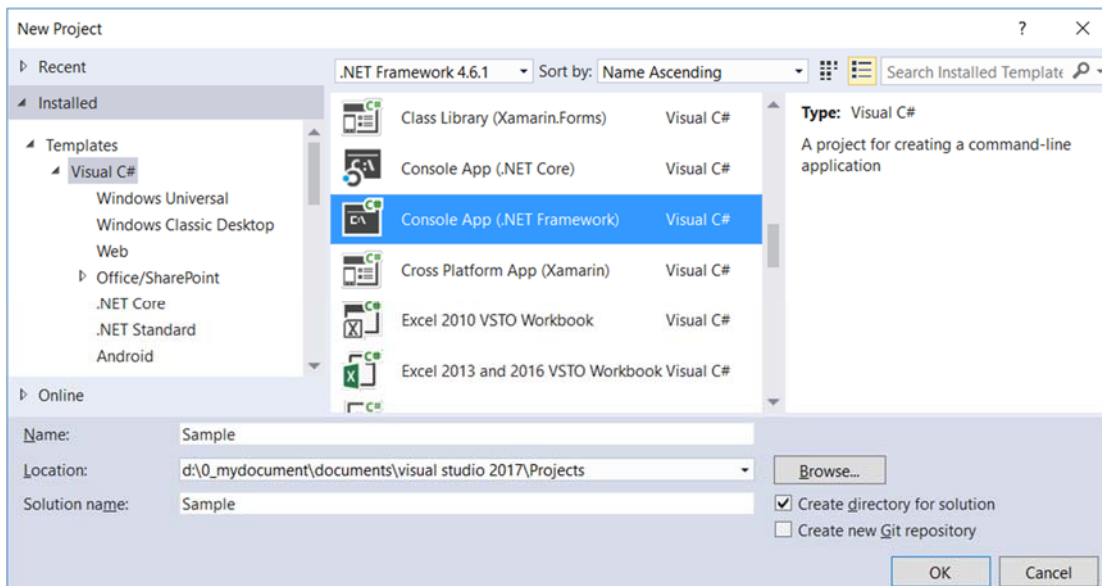 New Project
?
Recent
.NET Framework 4.6.1
Sort by:
Name Ascending
Search Installed Template
Installed
Templates
Visual C#
Windows Universal
Windows Classic Desktop
Web
Office/SharePoint
.NET Core
.NET Standard
Android
Online
Class Library (Xamarin.Forms) Visual C#
Console App (.NET Core) Visual C#
Console App (.NET Framework) Visual C#
Cross Platform App (Xamarin) Visual C#
Excel 2010 VSTO Workbook Visual C#
Excel 2013 and 2016 VSTO Workbook Visual C#
Type: Visual C#
A project for creating a command-line
application
Name: Sample
Location: d:\0_mydocument\documents\visual studio 2017\Projects
Browse...
Solution name: Sample
Create directory for solution
Create new Git repository
OK
Cancel